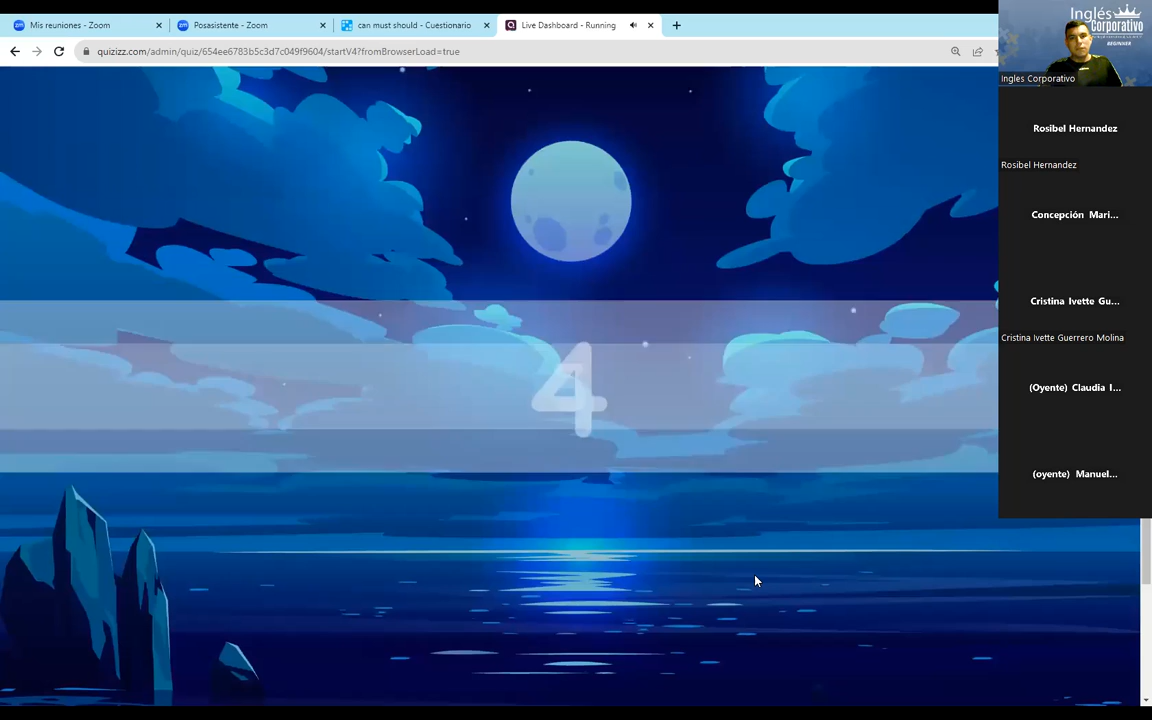 Mis reuniones - Zoom
Posasistente - Zoom
can must should - Cuestionario
Live Dashboard - Running
quizizz.com/admin/quiz/654ee6783b5c3d7c049f9604/startV4?fromBrowserLoad=true
Inglés
Corporativo
BEGINNER
Ingles Corporativo
Rosibel Hernandez
Rosibel Hernandez
Concepción Mari...
Cristina Ivette Gu...
Cristina Ivette Guerrero Molina
(Oyente) Claudia I...
(oyente) Manuel...
4